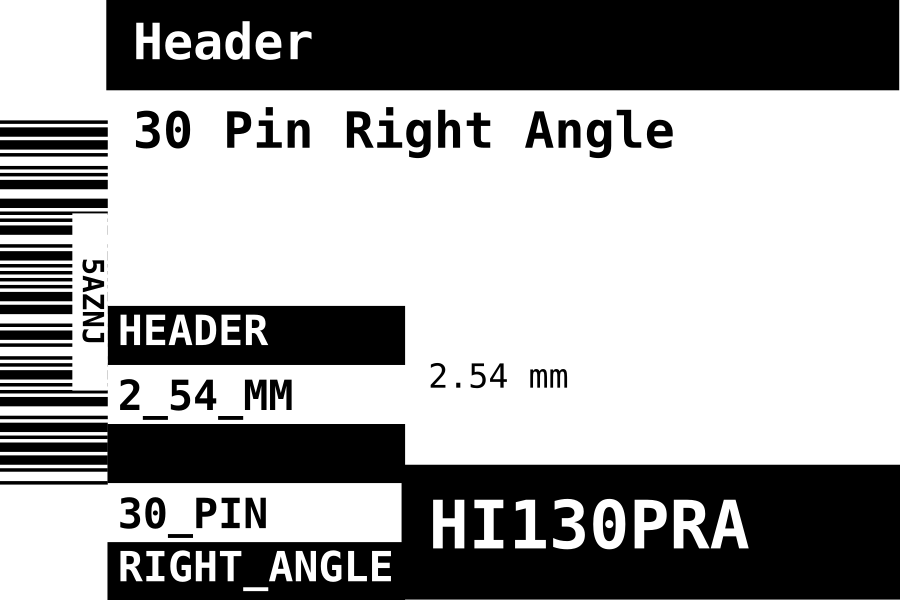 Header
30 Pin Right Angle
5AZNJ
HEADER
2_54_MM
2.54 mm
30_PIN
RIGHT_ANGLE
HI130PRA